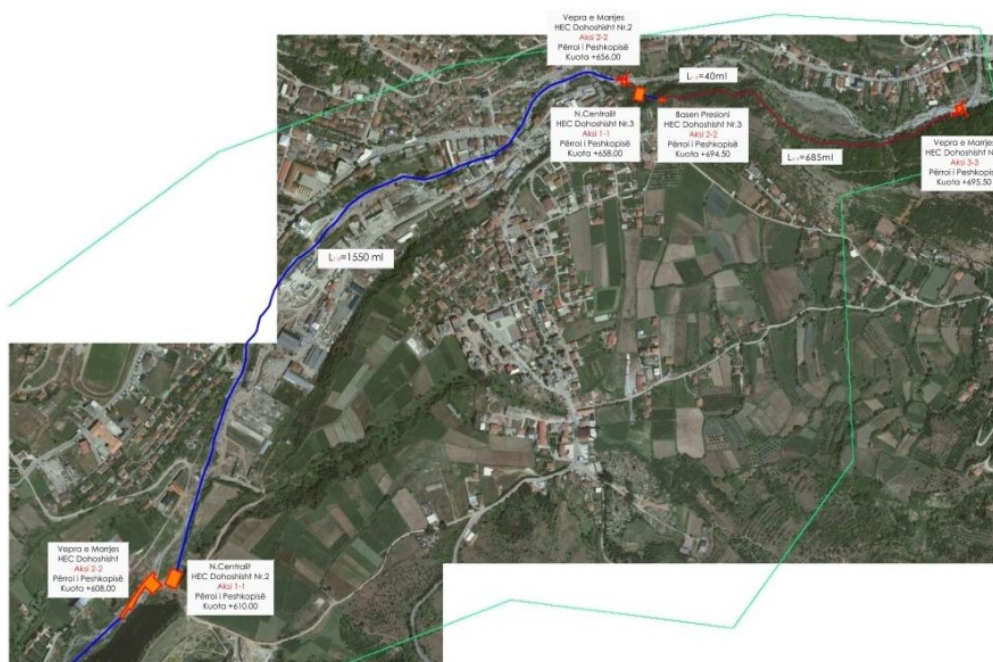 Vepra e Marrjes
HEC Dohoshisht Nr.2
Aksi 2-2
Përroi i Peshkopisë
Kuota +656.00
=40ml
N.Centralit
HEC Dohoshisht Nr.3
Aksi 1-1
Përroi i Peshkopisë
Kuota +658.00
Basen Presioni
HEC Dohoshisht Nr.3
Aksi 2-2
Përroi i Peshkopisë
Kuota +694.50
=685ml
Vepra e Marrjes
HEC Dohoshisht N
Aksi 3-3
Përroi i Peshkopis
Kuota +695.50
=1550 ml
Vepra e Marrjes
HEC Dohoshisht
Aksi 2-2
Përroi i Peshkopisë
Kuota +608.00
N.Centralit
HEC Dohoshisht Nr.2
Aksi 1-1
Përroi i Peshkopisë
Kuota +610.00